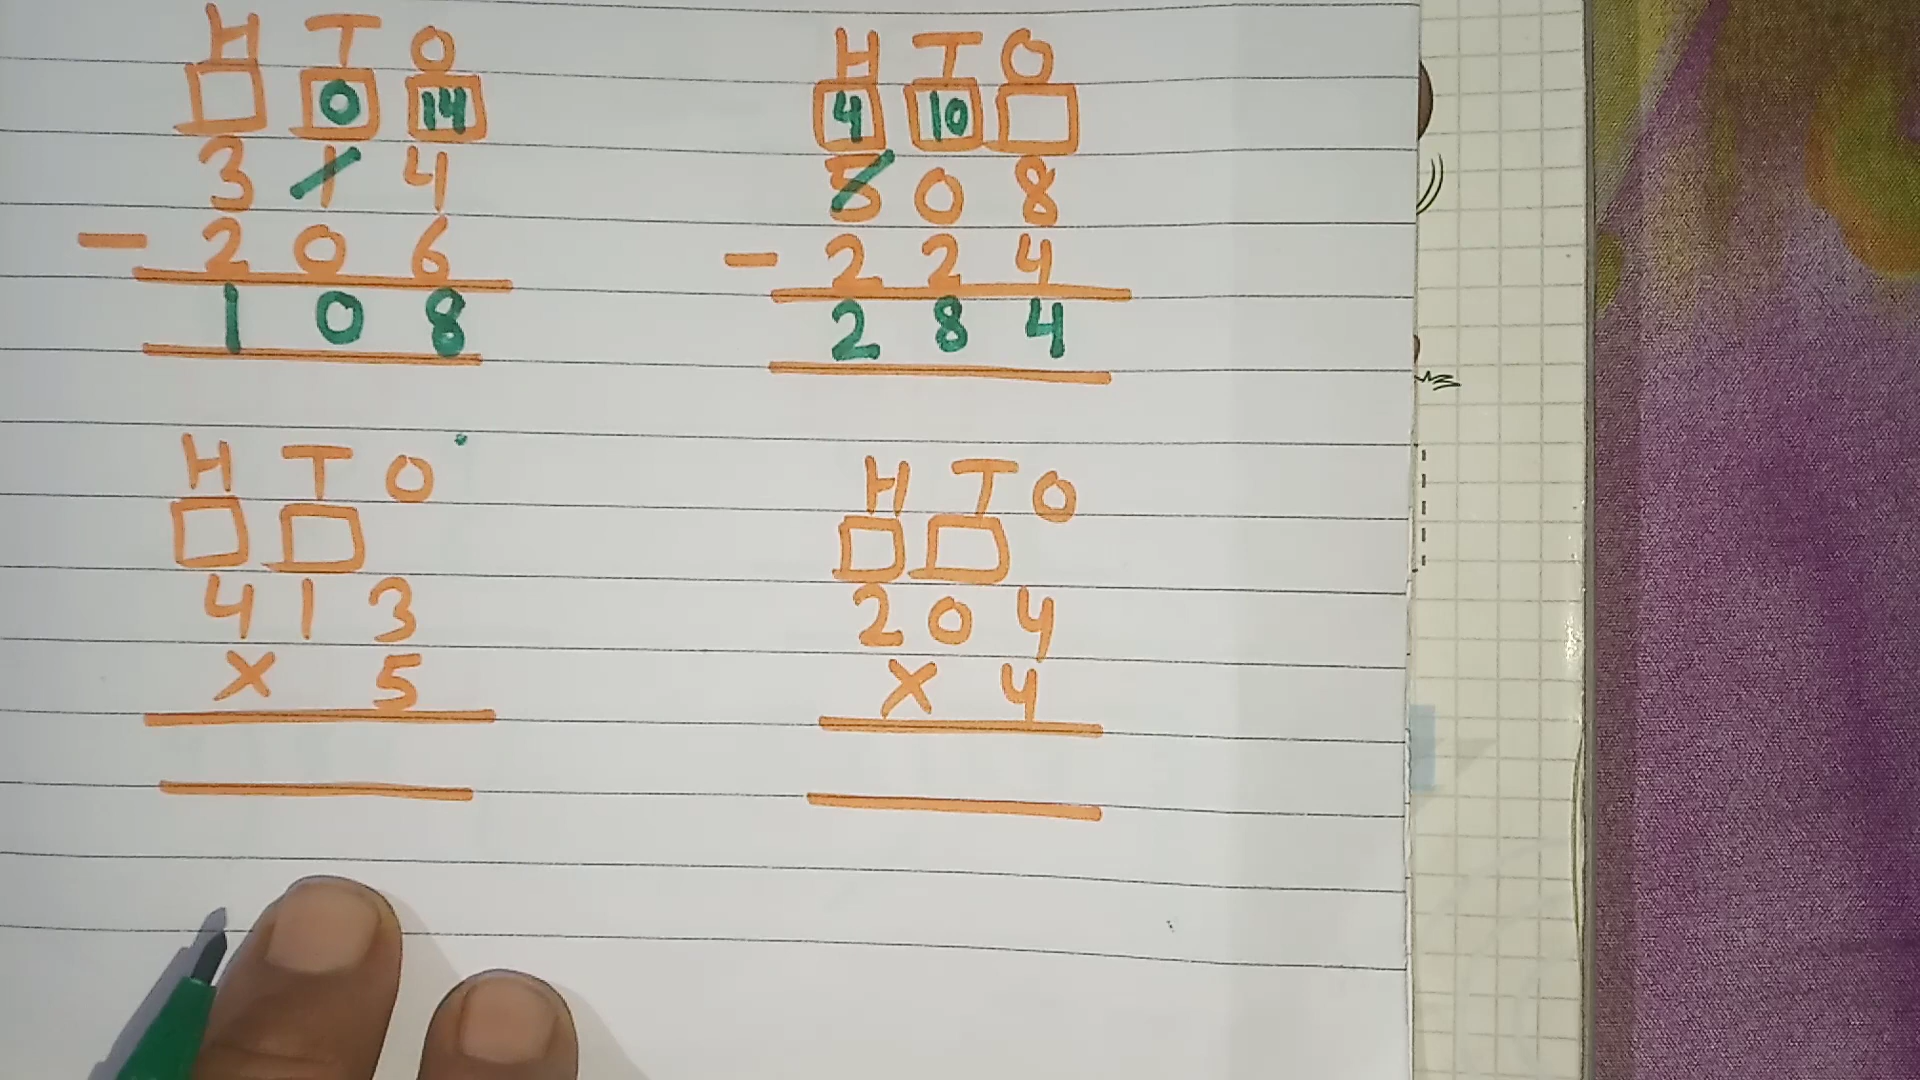 H T O
0 14
3 1 4
- 2 0 6
1 0 8
H T O
4 10
5 0 8
- 2 2 4
2 8 4
H T O
4 1 3
× 5
H T O
2 0 4
× 4